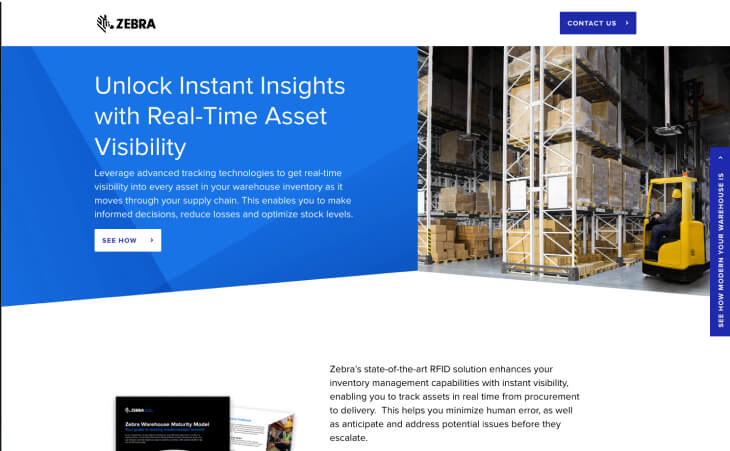 ZEBRA
CONTACT US
Unlock Instant Insights
with Real-Time Asset
Visibility
Leverage advanced tracking technologies to get real-time
visibility into every asset in your warehouse inventory as it
moves through your supply chain. This enables you to make
informed decisions, reduce losses and optimize stock levels.
SEE HOW
SEE HOW MODERN YOUR WAREHOUSE IS
Zebra's state-of-the-art RFID solution enhances your
inventory management capabilities with instant visibility,
enabling you to track assets in real time from procurement
to delivery.  This helps you minimize human error, as well
as anticipate and address potential issues before they
escalate.
ZEBRA
Zebra Warehouse Maturity Model